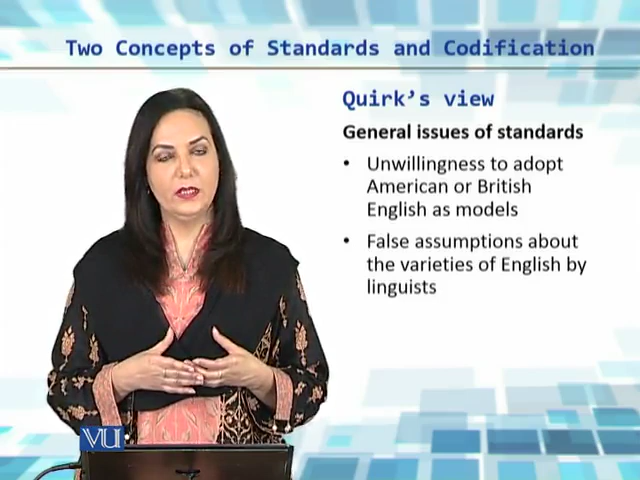 Two Concepts of Standards and Codification
Quirk's view
General issues of standards
• Unwillingness to adopt
American or British
English as models
• False assumptions about
the varieties of English by
linguists
VU